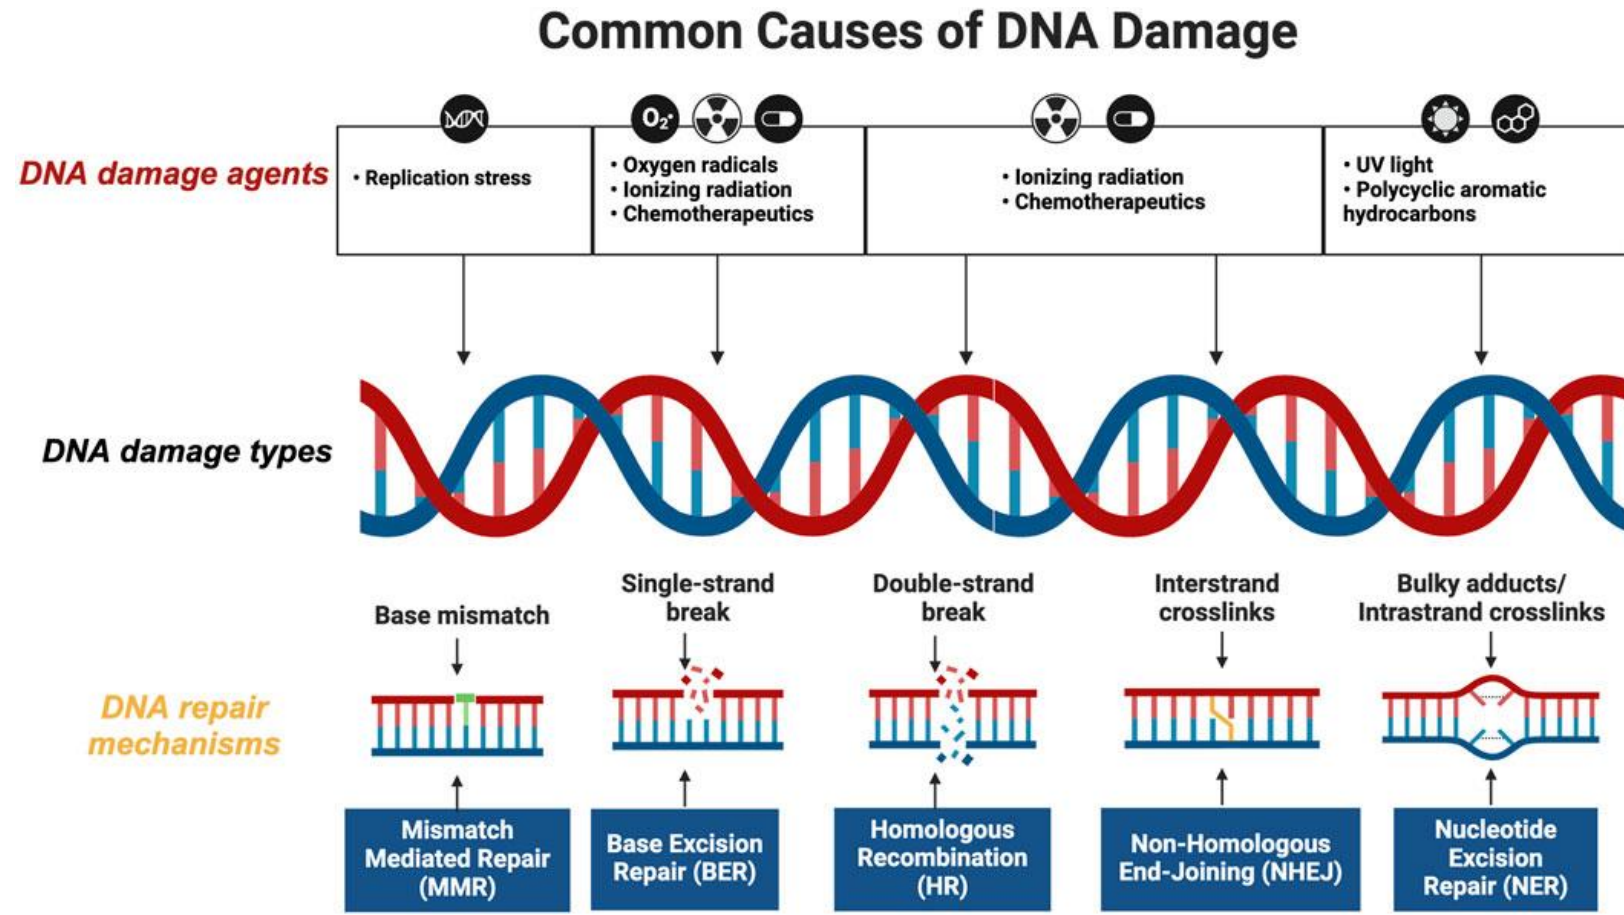 Common Causes of DNA Damage
O₂•
DNA damage agents
• Replication stress
• Oxygen radicals
• Ionizing radiation
• Chemotherapeutics
• Ionizing radiation
• Chemotherapeutics
• UV light
• Polycyclic aromatic
hydrocarbons
DNA damage types
Base mismatch
Single-strand
break
Double-strand
break
Interstrand
crosslinks
Bulky adducts/
Intrastrand crosslinks
DNA repair
mechanisms
Mismatch
Mediated Repair
(MMR)
Base Excision
Repair (BER)
Homologous
Recombination
(HR)
Non-Homologous
End-Joining (NHEJ)
Nucleotide
Excision
Repair (NER)